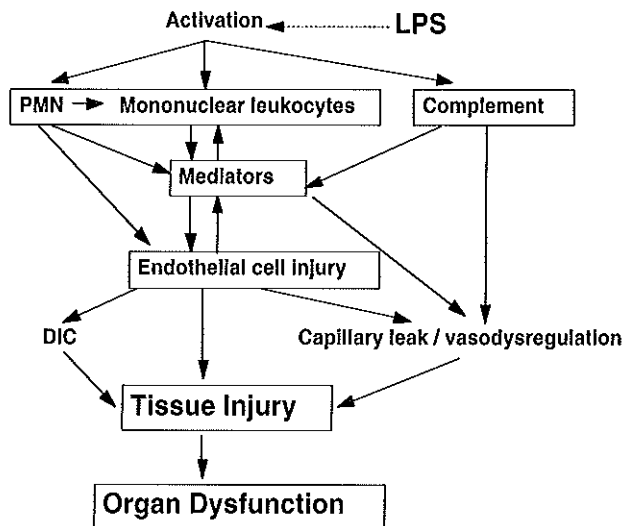 Activation LPS
PMN Mononuclear leukocytes Complement
Mediators
Endothelial cell injury
DIC Capillary leak / vasodysregulation
Tissue Injury
Organ Dysfunction